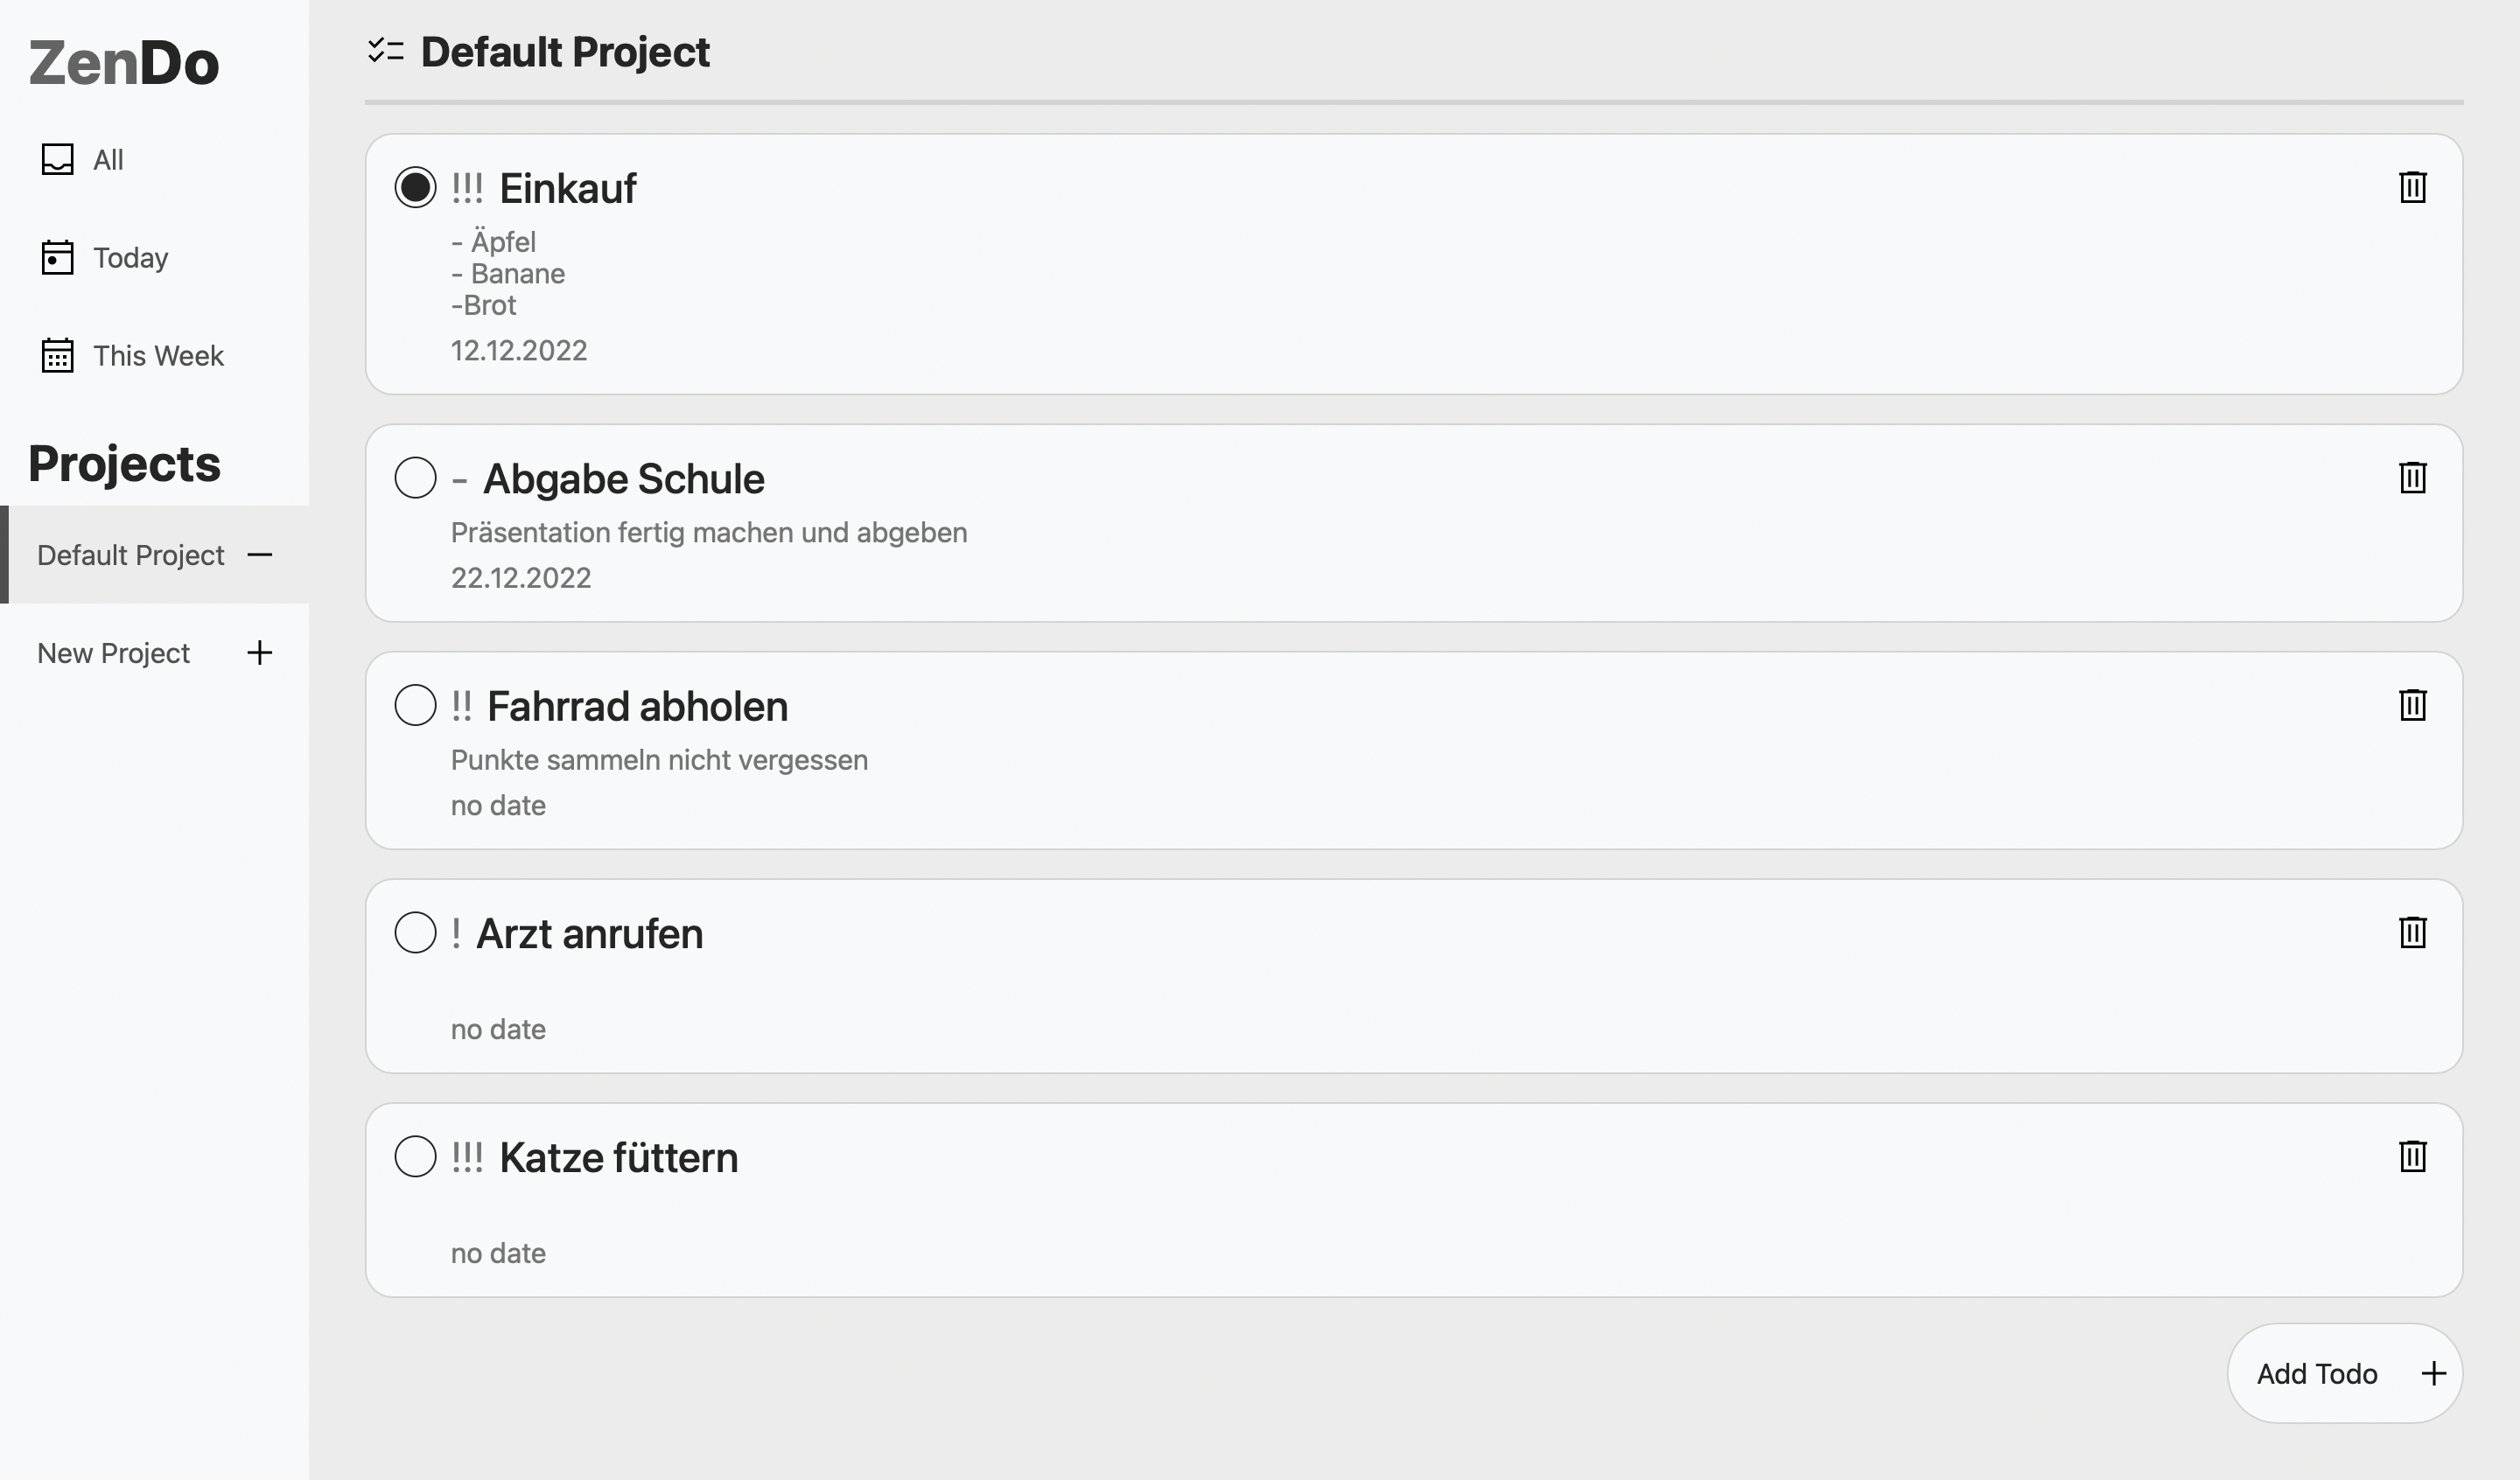 ZenDo
All
Today
This Week
Projects
Default Project
New Project
Default Project
!!! Einkauf
- Äpfel
- Banane
-Brot
12.12.2022
- Abgabe Schule
Präsentation fertig machen und abgeben
22.12.2022
!! Fahrrad abholen
Punkte sammeln nicht vergessen
no date
! Arzt anrufen
no date
!!! Katze füttern
no date
Add Todo